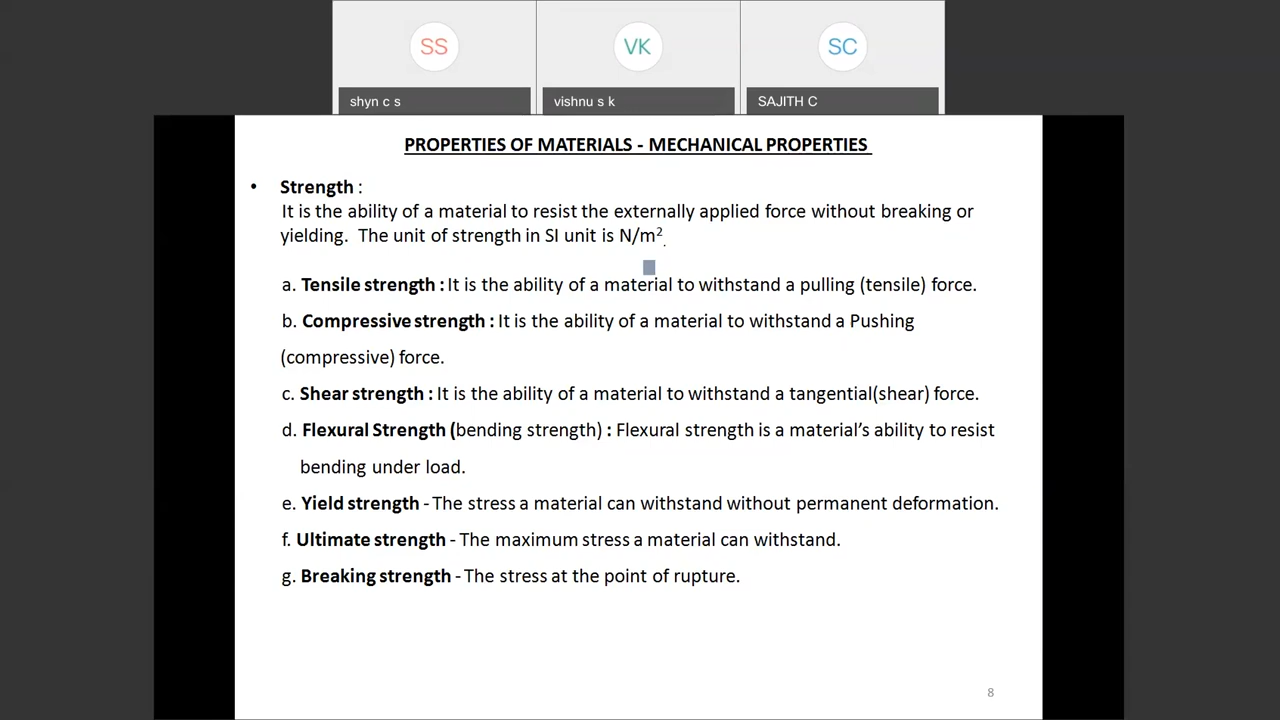 SS VK SC
shyn c s vishnu s k SAJITH C
PROPERTIES OF MATERIALS - MECHANICAL PROPERTIES
• Strength :
It is the ability of a material to resist the externally applied force without breaking or
yielding. The unit of strength in SI unit is N/m².
a. Tensile strength : It is the ability of a material to withstand a pulling (tensile) force.
b. Compressive strength : It is the ability of a material to withstand a Pushing
(compressive) force.
c. Shear strength : It is the ability of a material to withstand a tangential(shear) force.
d. Flexural Strength (bending strength) : Flexural strength is a material’s ability to resist
bending under load.
e. Yield strength - The stress a material can withstand without permanent deformation.
f. Ultimate strength - The maximum stress a material can withstand.
g. Breaking strength - The stress at the point of rupture.
8